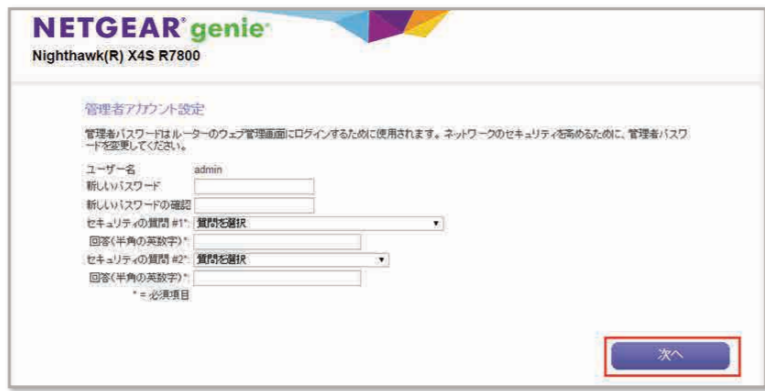 NETGEAR® genie®
Nighthawk(R) X4S R7800
管理者アカウント設定
管理者パスワードはルーターのウェブ管理画面にログインするために使用されます。ネットワークのセキュリティを高めるために、管理者パスワ
ードを変更してください。
ユーザー名 admin
新しいパスワード
新しいパスワードの確認
セキュリティの質問 #1*: 質問を選択
回答(半角の英数字)*:
セキュリティの質問 #2*: 質問を選択
回答(半角の英数字)*:
* = 必須項目
次へ